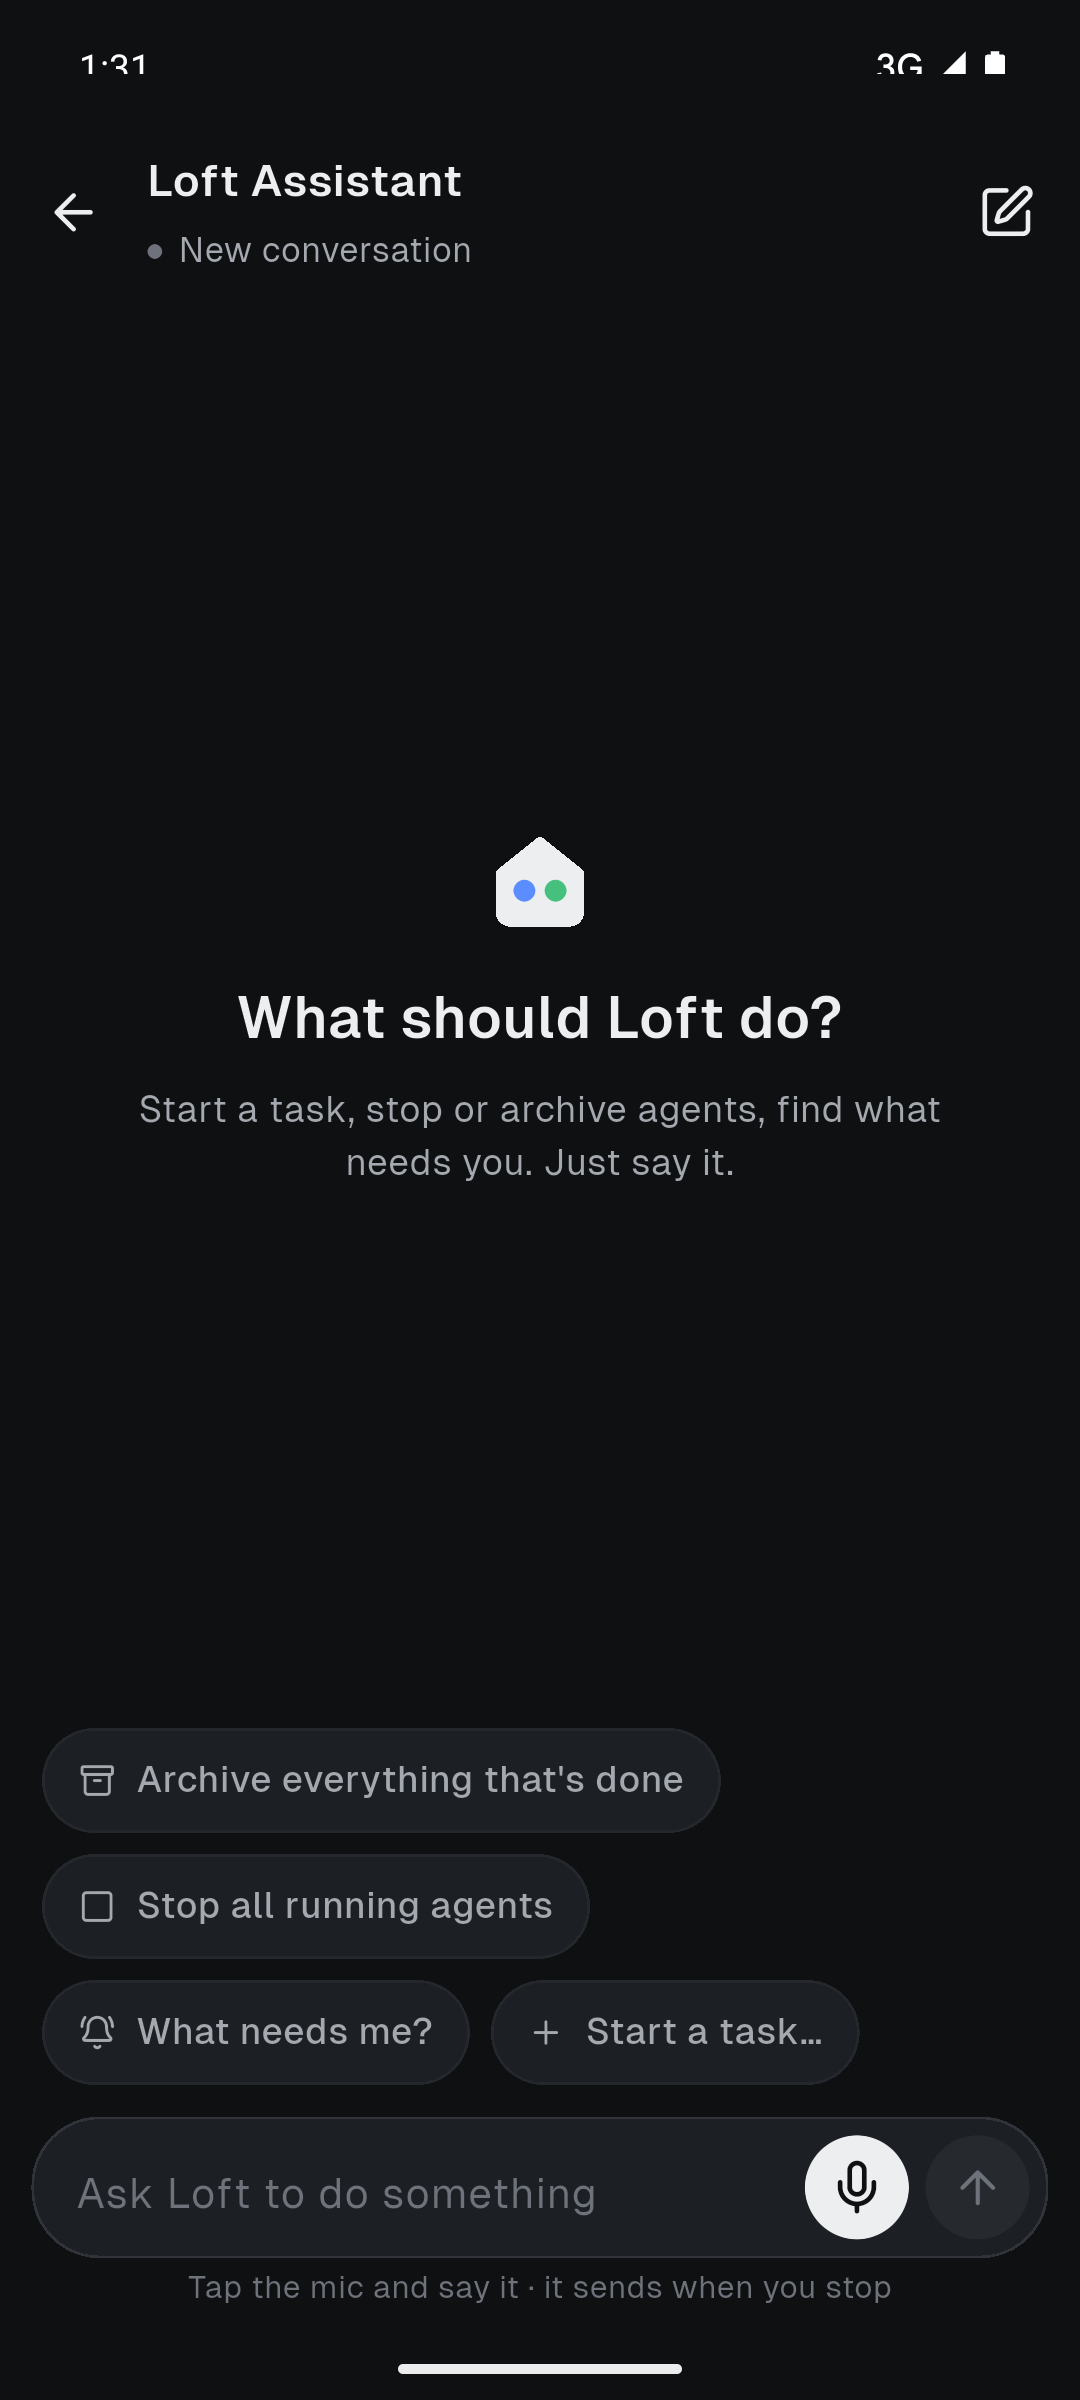 1:31
3G
Loft Assistant
New conversation
What should Loft do?
Start a task, stop or archive agents, find what
needs you. Just say it.
Archive everything that's done
Stop all running agents
What needs me?
Start a task…
Ask Loft to do something
Tap the mic and say it · it sends when you stop